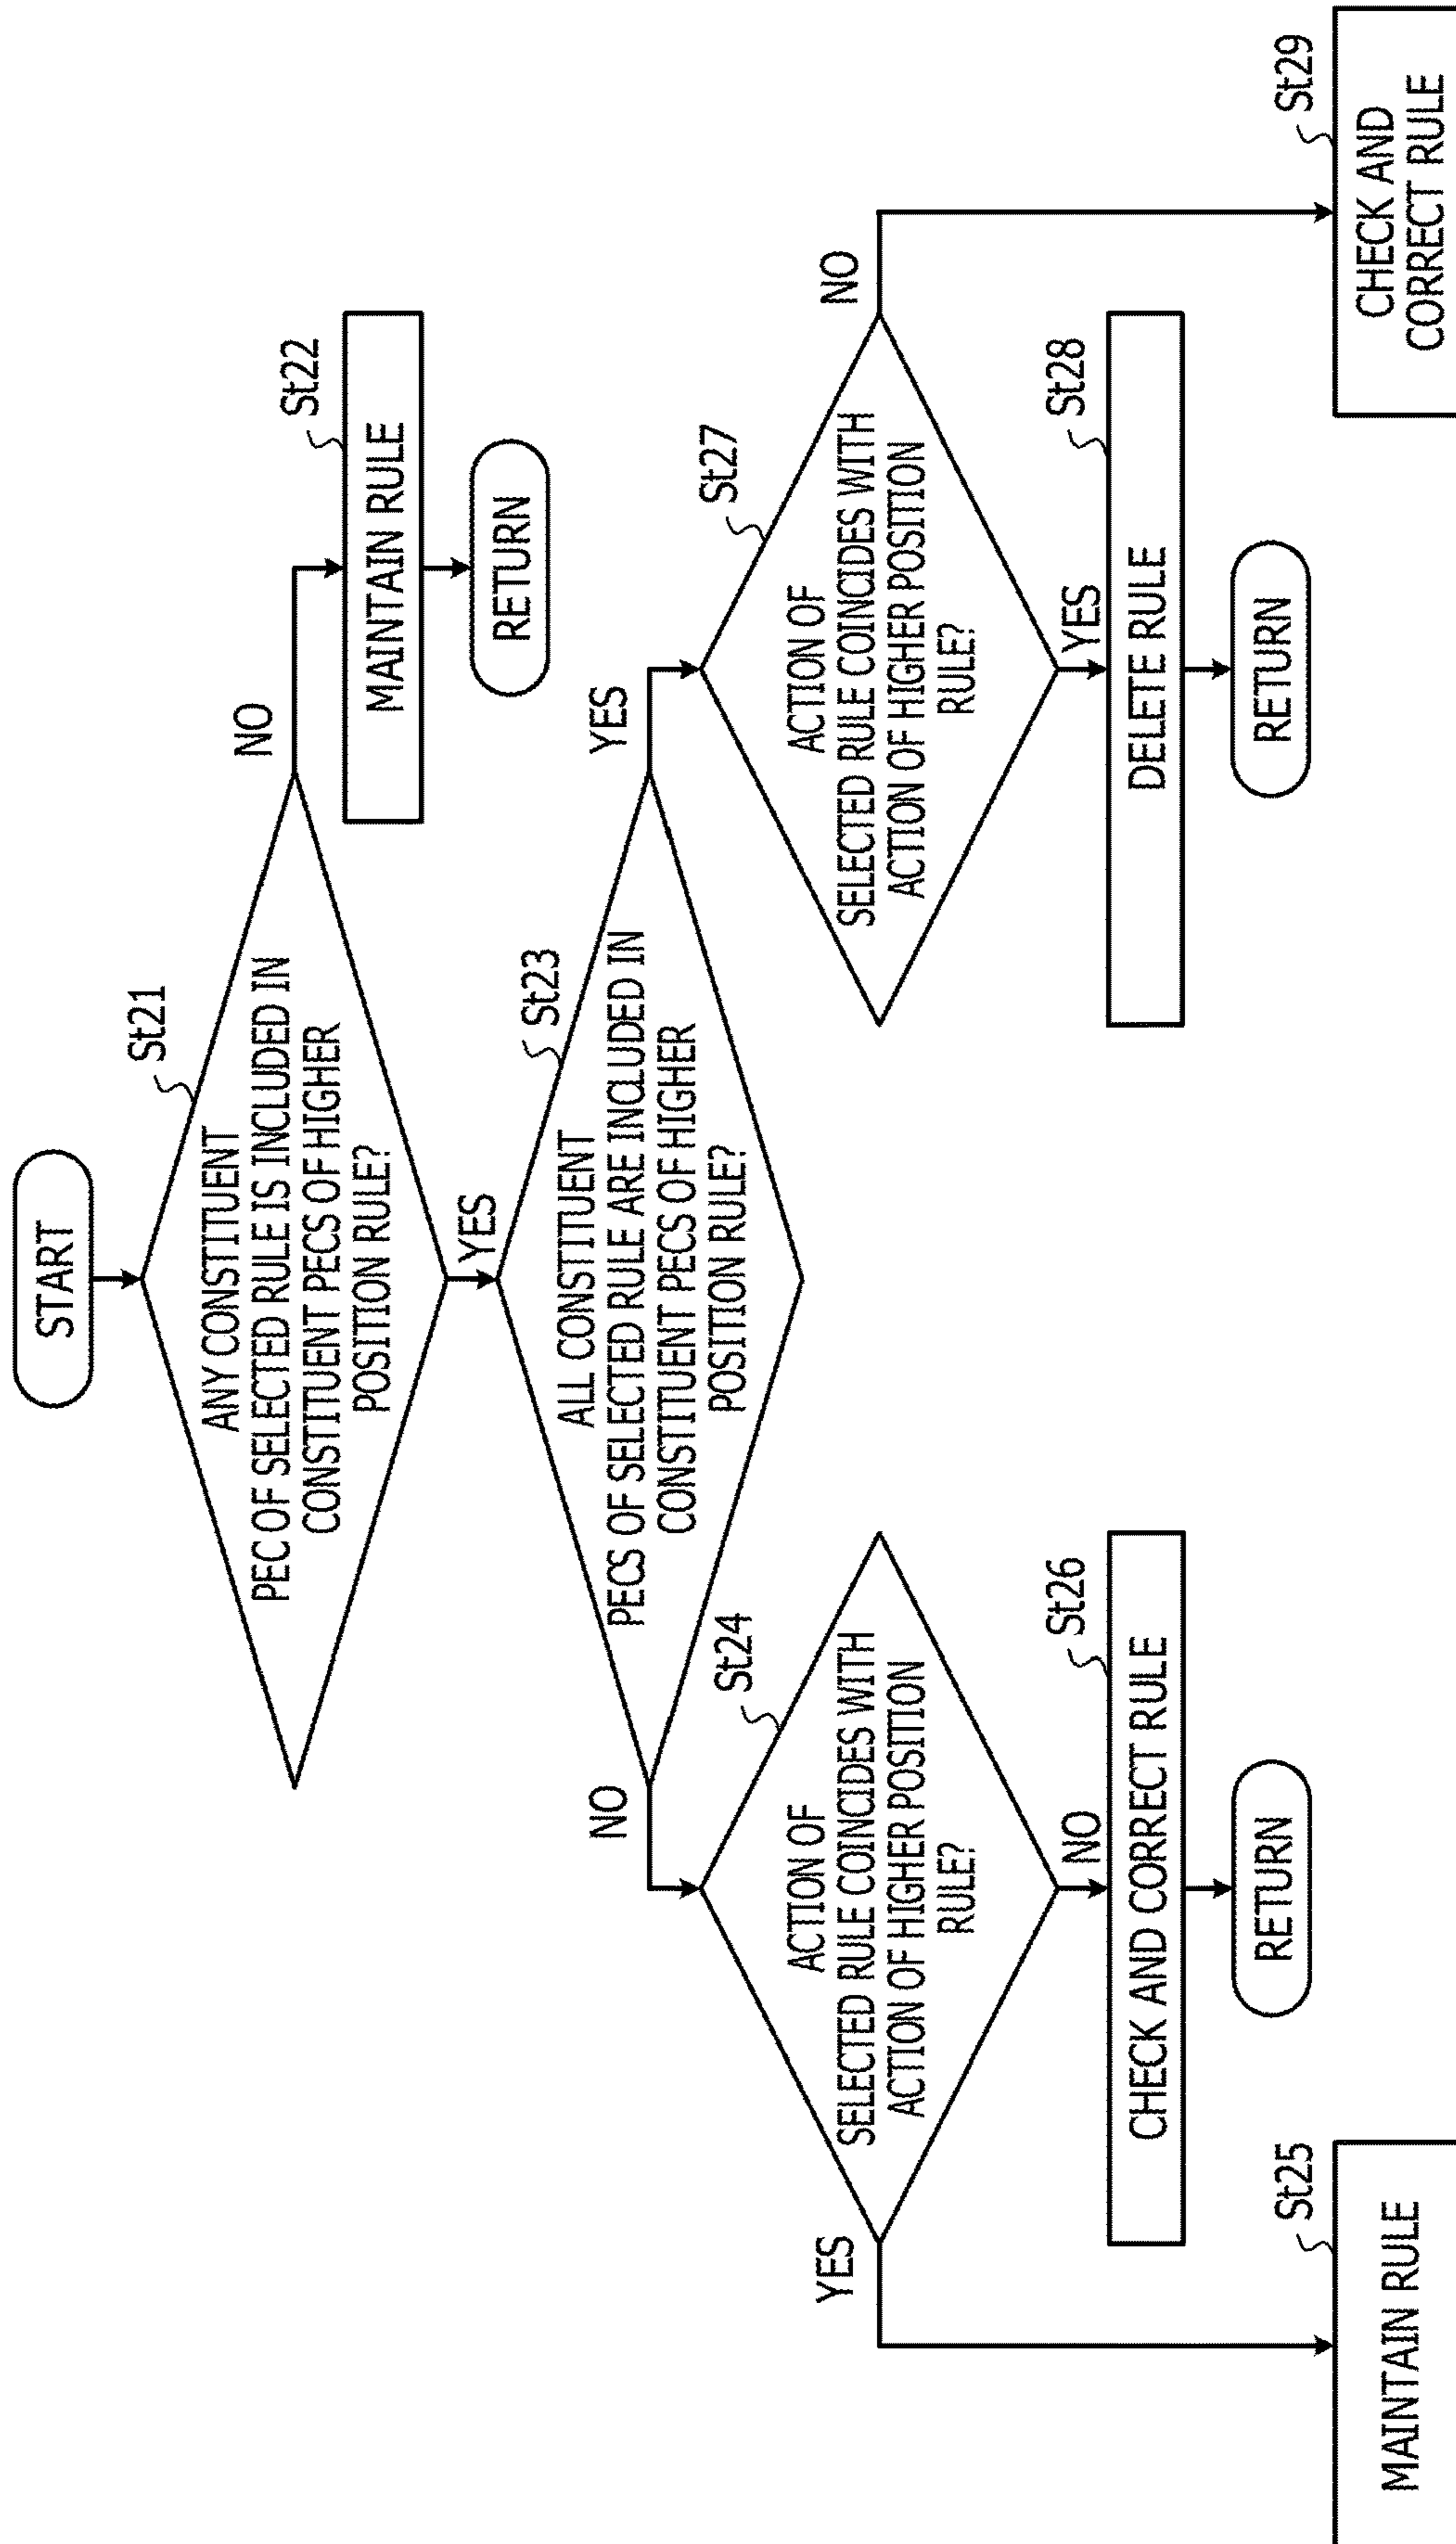 START
St21
ANY CONSTITUENT
PEC OF SELECTED RULE IS INCLUDED IN
CONSTITUENT PECS OF HIGHER
POSITION RULE?
NO
St22
MAINTAIN RULE
RETURN
YES
St23
ALL CONSTITUENT
PECS OF SELECTED RULE ARE INCLUDED IN
CONSTITUENT PECS OF HIGHER
POSITION RULE?
NO
YES
St24
ACTION OF
SELECTED RULE COINCIDES WITH
ACTION OF HIGHER POSITION
RULE?
St27
ACTION OF
SELECTED RULE COINCIDES WITH
ACTION OF HIGHER POSITION
RULE?
YES
NO
NO
YES
St26
CHECK AND CORRECT RULE
RETURN
St28
DELETE RULE
RETURN
St25
MAINTAIN RULE
St29
CHECK AND
CORRECT RULE